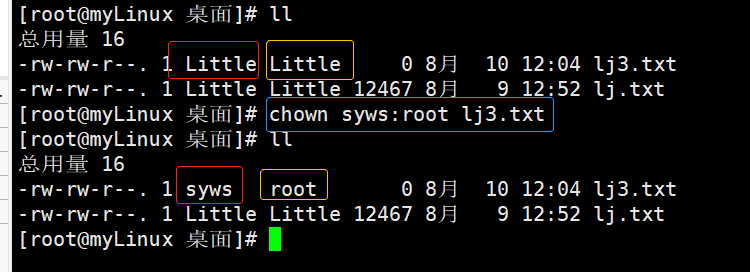 [root@myLinux 桌面]# ll
总用量 16
-rw-rw-r--. 1 Little Little     0 8月  10 12:04 lj3.txt
-rw-rw-r--. 1 Little Little 12467 8月   9 12:52 lj.txt
[root@myLinux 桌面]# chown syws:root lj3.txt
[root@myLinux 桌面]# ll
总用量 16
-rw-rw-r--. 1 syws   root       0 8月  10 12:04 lj3.txt
-rw-rw-r--. 1 Little Little 12467 8月   9 12:52 lj.txt
[root@myLinux 桌面]#